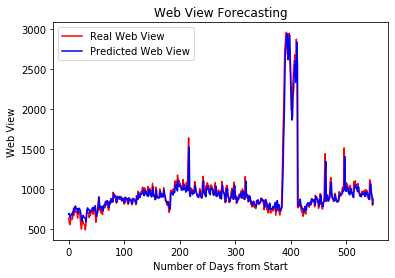 Web View Forecasting
Real Web View
Predicted Web View
Web View
3000
2500
2000
1500
1000
500
0
100
200
300
400
500
Number of Days from Start